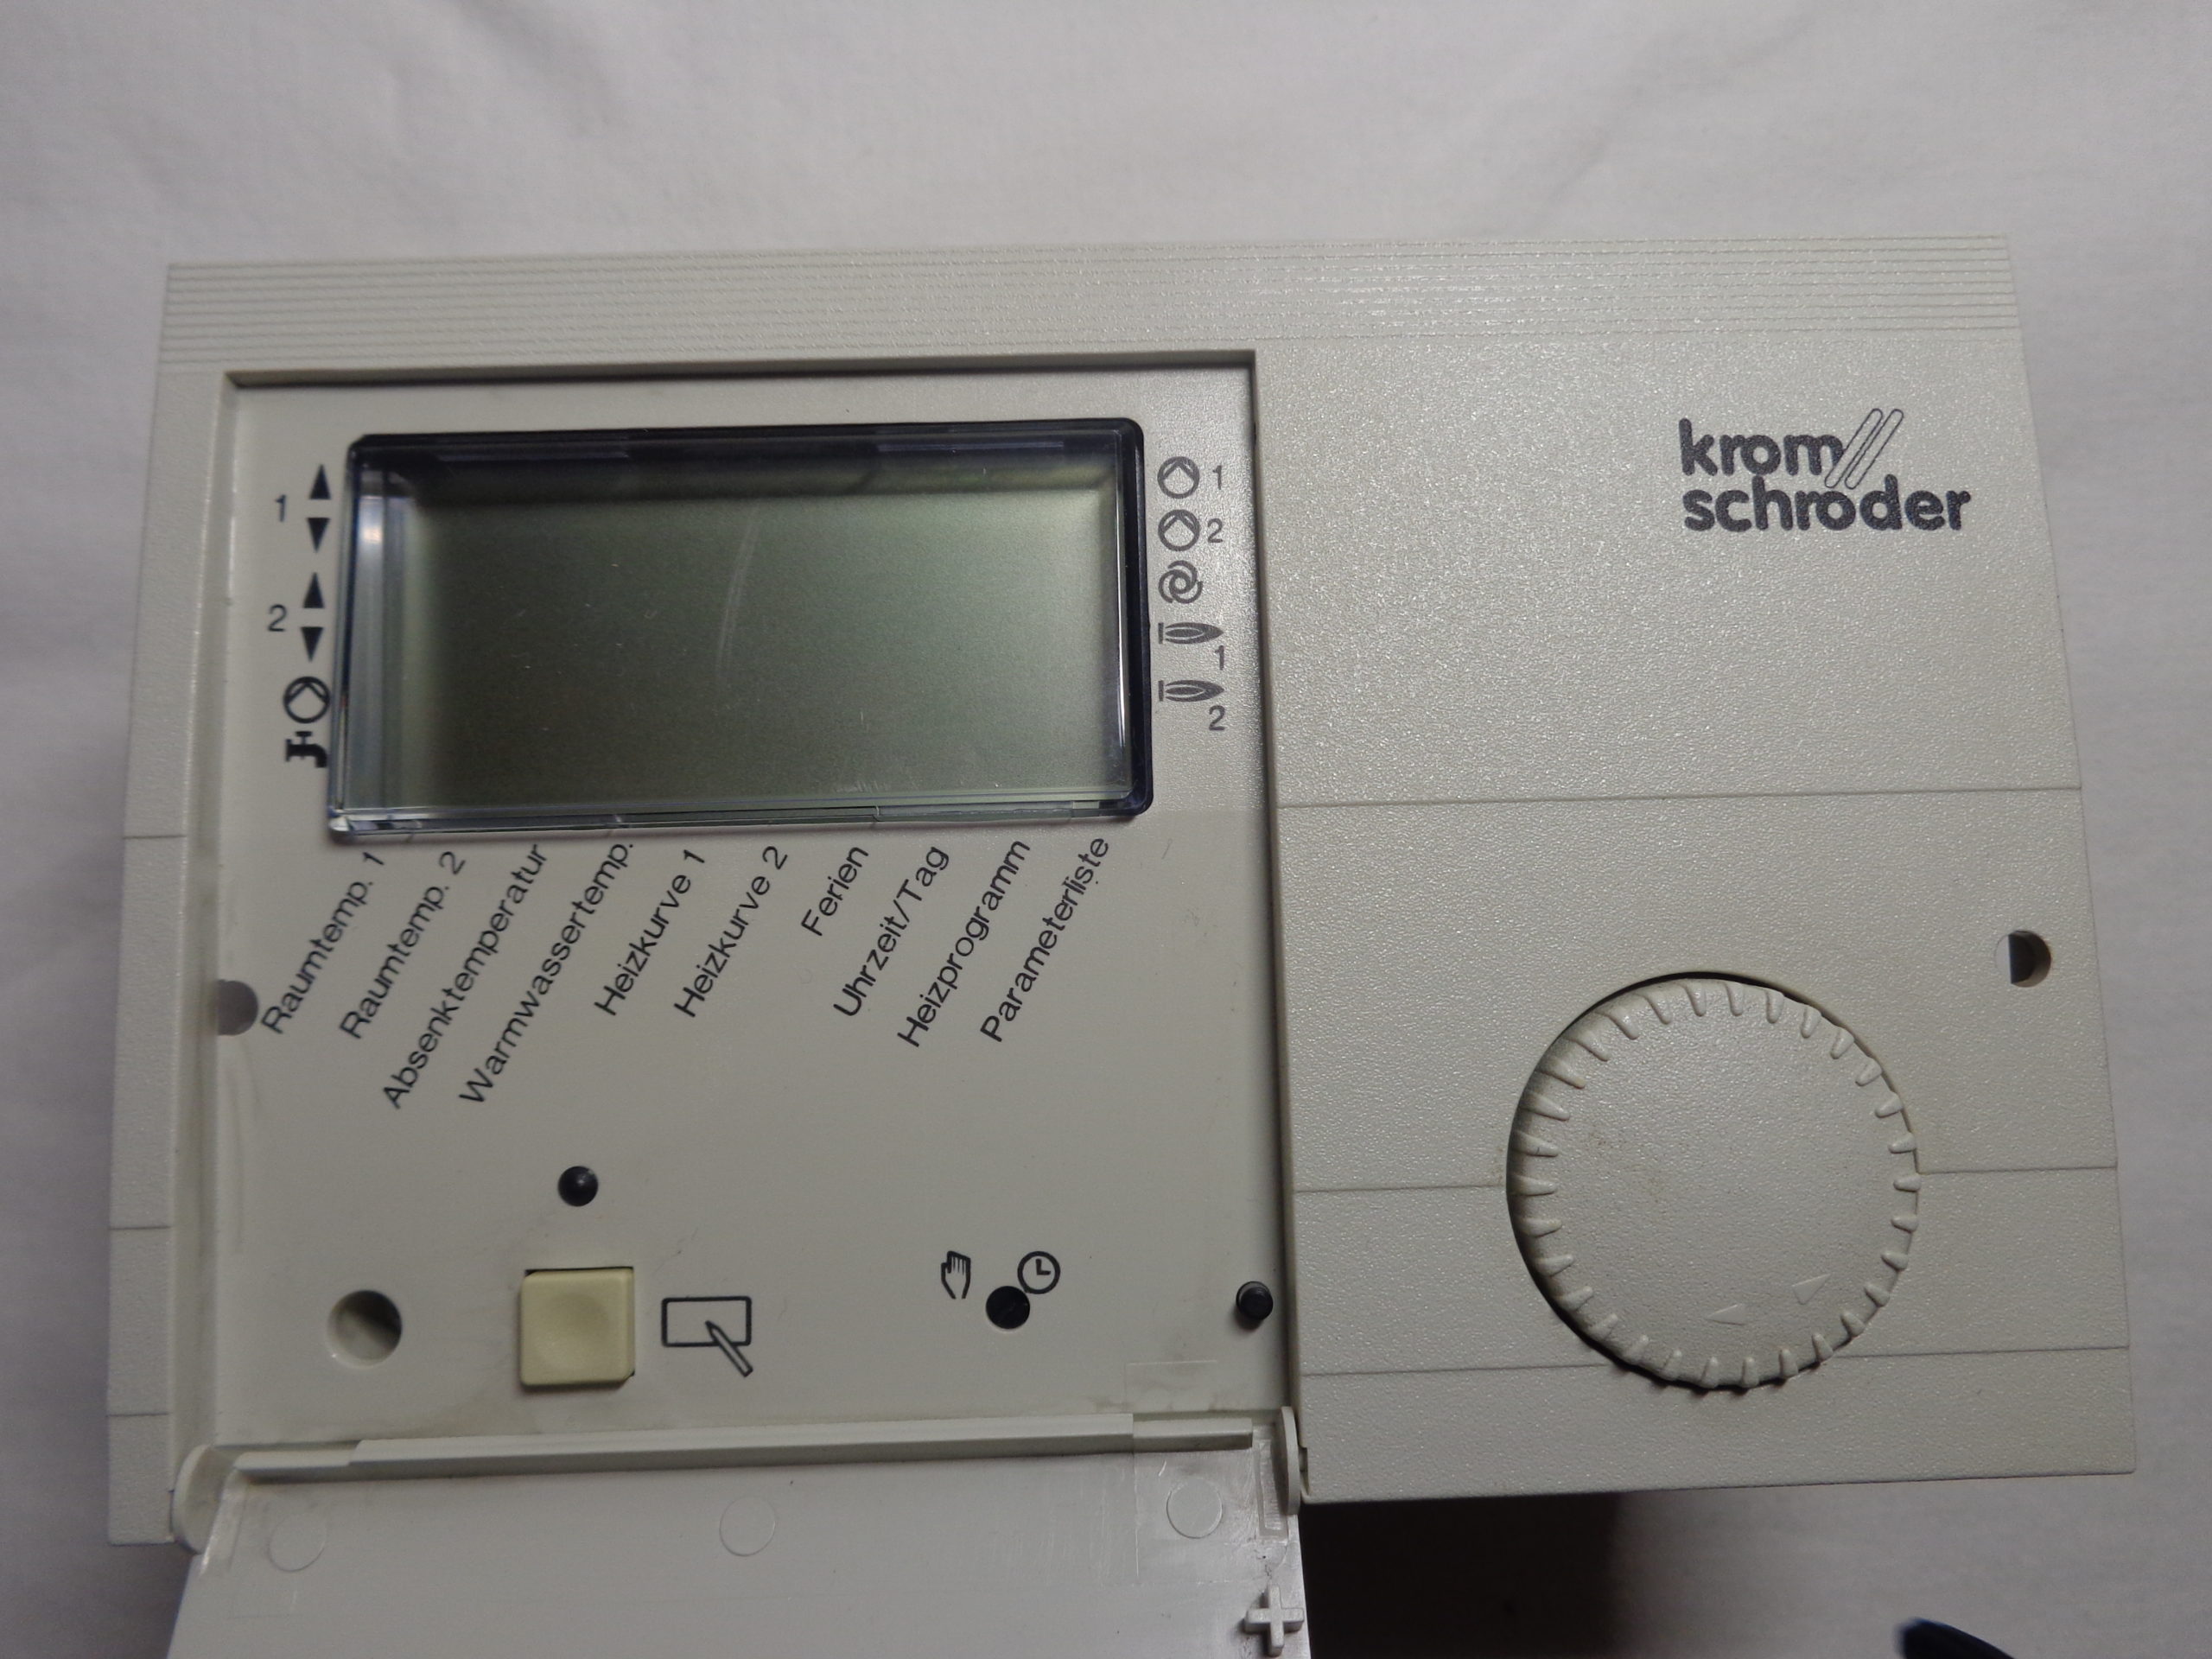 krom
schroder
1
2
1
2
1
2
Raumtemp. 1
Raumtemp. 2
Absenktemperatur
Warmwassertemp.
Heizkurve 1
Heizkurve 2
Ferien
Uhrzeit/Tag
Heizprogramm
Parameterliste